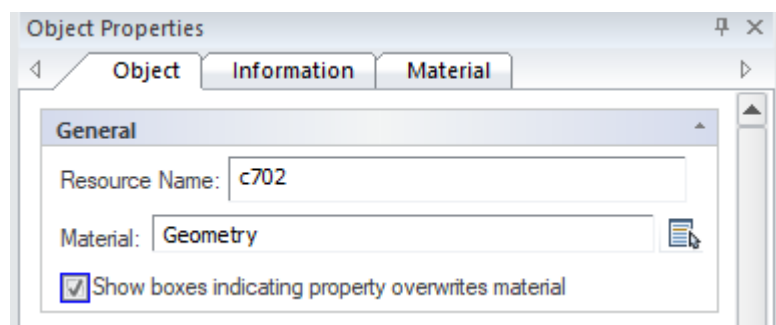 Object Properties
Object Information Material
General
Resource Name: c702
Material: Geometry
Show boxes indicating property overwrites material